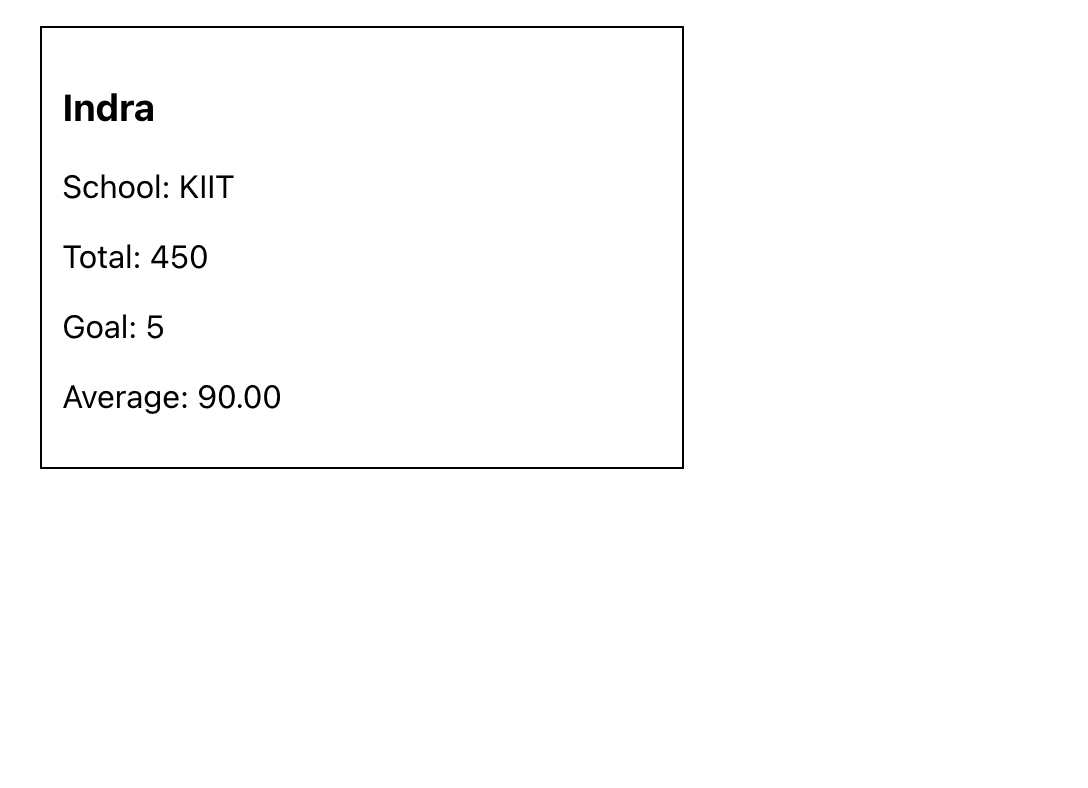 Indra
School: KIIT
Total: 450
Goal: 5
Average: 90.00